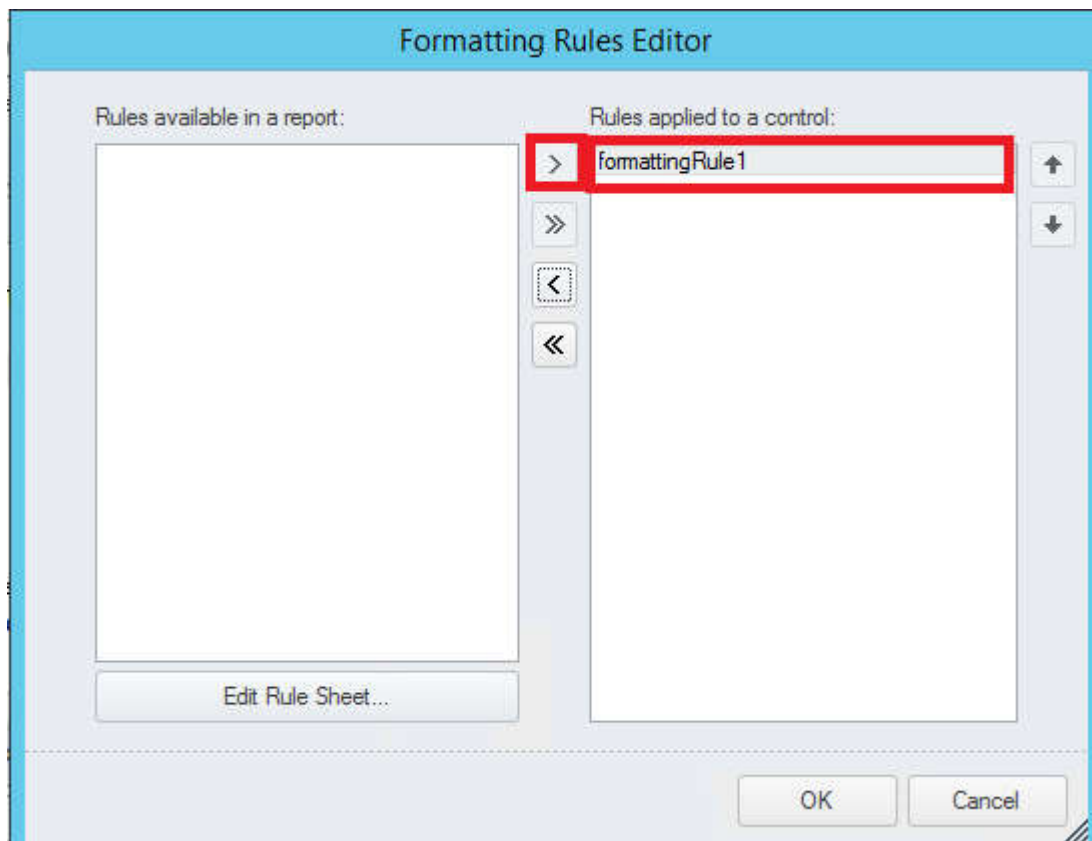 Formatting Rules Editor
Rules available in a report:
Rules applied to a control:
formattingRule1
Edit Rule Sheet...
OK
Cancel